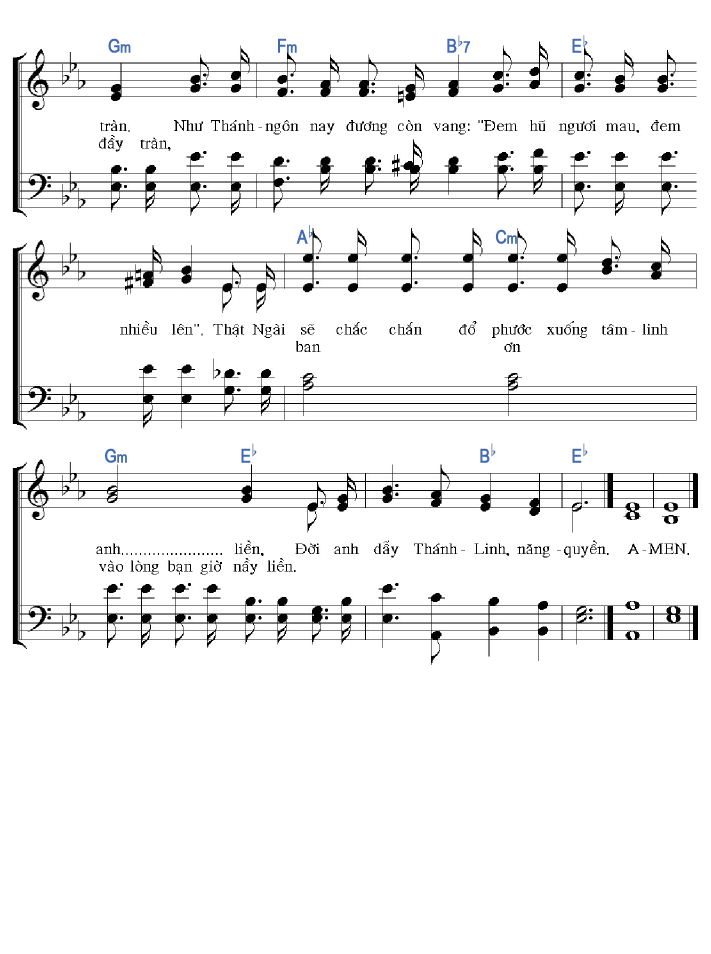 Gm Fm B♭7 E♭
tràn. Như Thánh - ngôn nay đương còn vang: "Đem hũ ngươi mau, đem
đầy tràn,
A♭ Cm
nhiều lên". Thật Ngài sẽ chắc chắn đổ phước xuống tâm - linh
ban ơn
Gm E♭ B♭ E♭
anh....................... liền, Đời anh dẫy Thánh - Linh, năng - quyền. A-MEN.
vào lòng bạn giờ nầy liền.